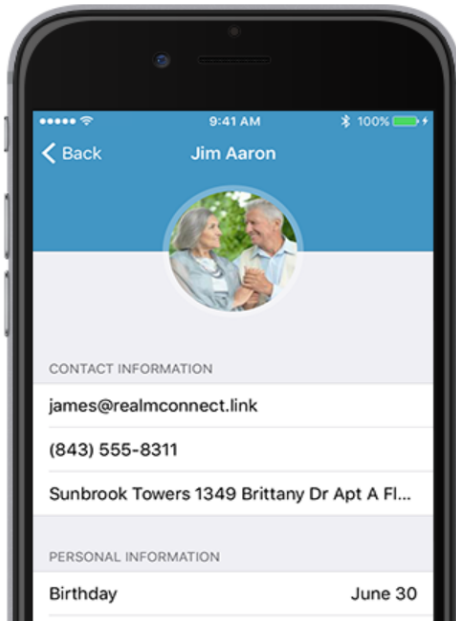 9:41 AM
100%
Back
Jim Aaron
CONTACT INFORMATION
james@realmconnect.link
(843) 555-8311
Sunbrook Towers 1349 Brittany Dr Apt A Fl...
PERSONAL INFORMATION
Birthday
June 30